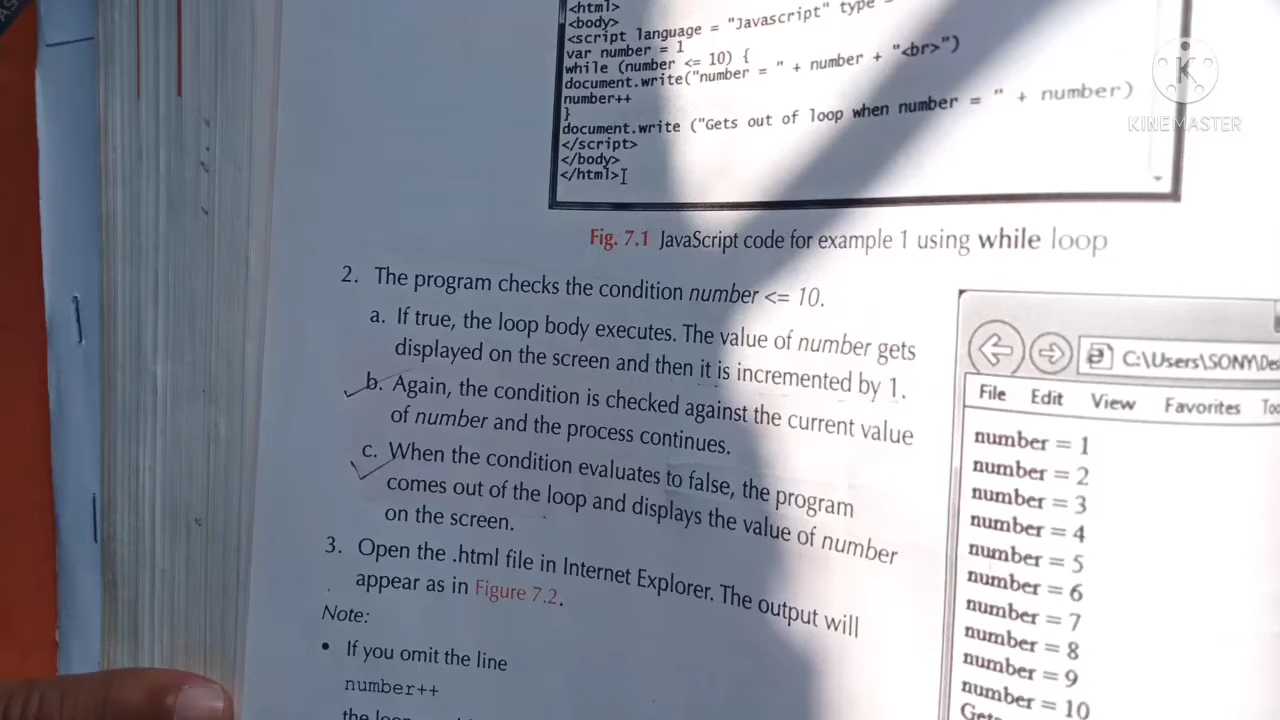 <html>
<body>
<script language = "Javascript" type
var number = 1
while (number <= 10) {
document.write("number = " + number + "<br>")
number++
}
document.write ("Gets out of loop when number = " + number)
</script>
</body>
</html>
KINEMASTER
Fig. 7.1 JavaScript code for example 1 using while loop
2. The program checks the condition number <= 10.
a. If true, the loop body executes. The value of number gets
displayed on the screen and then it is incremented by 1.
b. Again, the condition is checked against the current value
of number and the process continues.
c. When the condition evaluates to false, the program
comes out of the loop and displays the value of number
on the screen.
3. Open the .html file in Internet Explorer. The output will
appear as in Figure 7.2.
Note:
• If you omit the line
number++
the loop
C:\Users\SONY\De
File Edit View Favorites Too
number = 1
number = 2
number = 3
number = 4
number = 5
number = 6
number = 7
number = 8
number = 9
number = 10
Gets